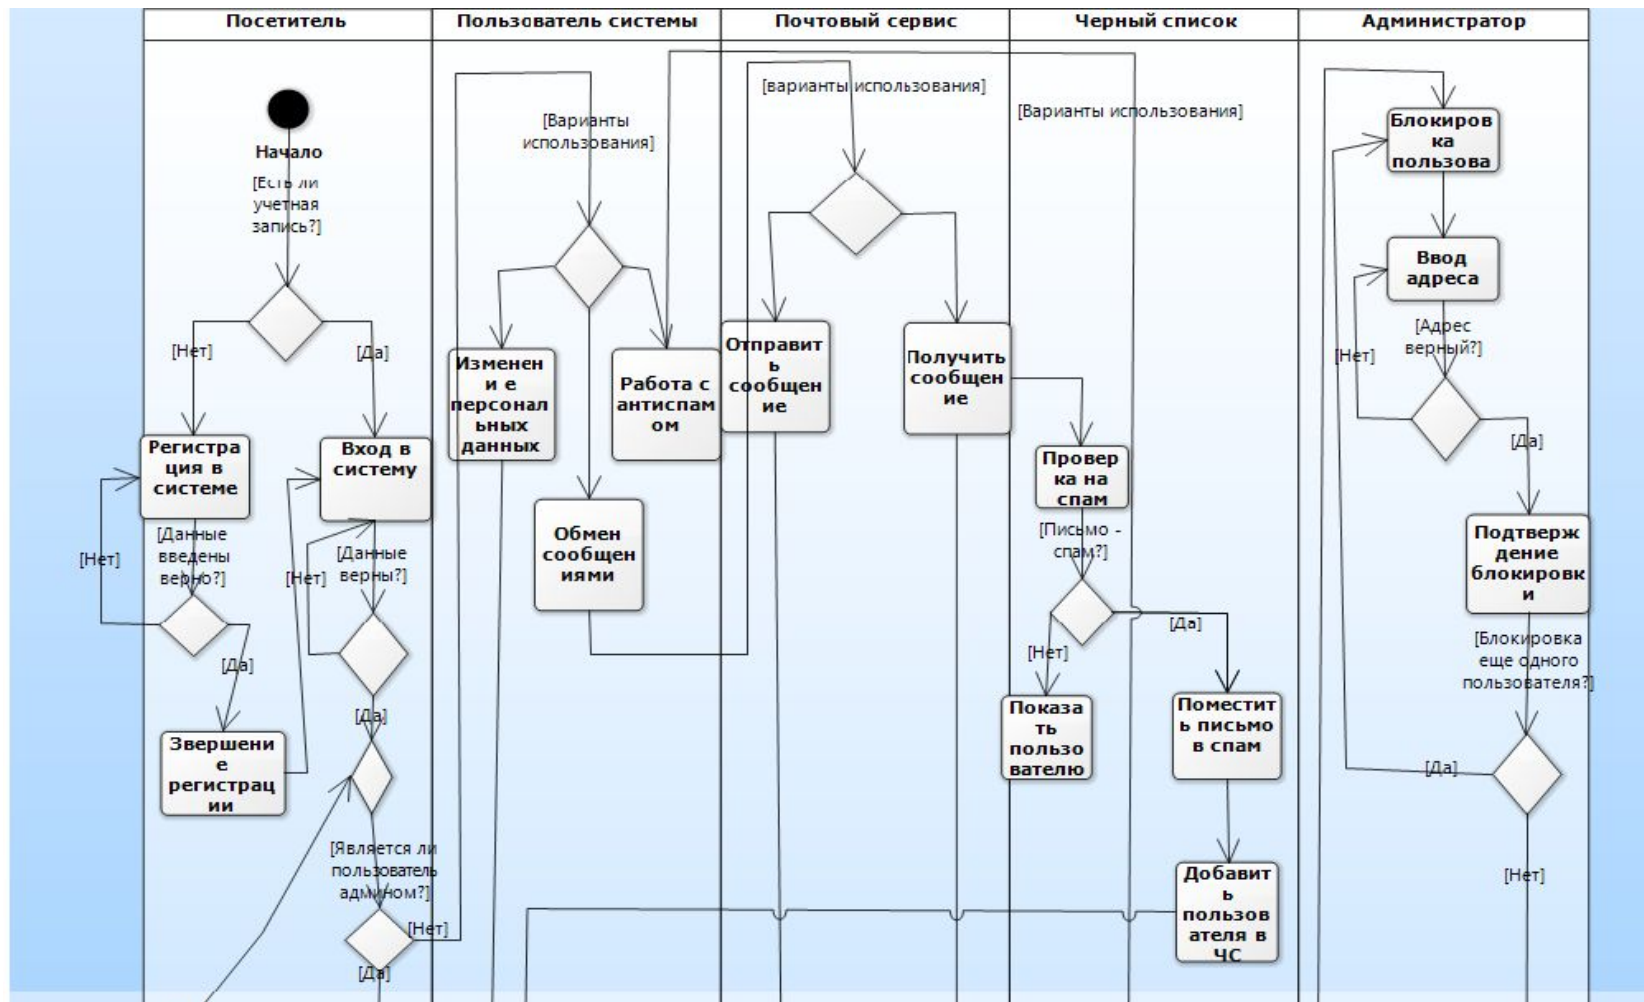 Посетитель
Пользователь системы
Почтовый сервис
Черный список
Администратор
Начало
[Есть ли
учетная
запись?]
[Нет]
[Да]
Регистра
ция в
системе
Вход в
систему
[Данные
введены
верно?]
[Нет]
[Да]
[Данные
верны?]
[Нет]
[Да]
Звершени
е
регистрац
ии
[Является ли
пользователь
админом?]
[Нет]
[Да]
[Варианты
использования]
Изменен
и е
персонал
ьных
данных
Работа с
антиспам
ом
Обмен
сообщен
иями
[варианты использования]
Отправит
ь
сообщен
ие
Получить
сообщен
ие
[Варианты использования]
Провер
ка на
спам
[Письмо -
спам?]
[Нет]
[Да]
Показа
ть
пользо
вателю
Поместит
ь письмо
в спам
Добавит
ь
пользов
ателя в
ЧС
Блокиров
ка
пользова
Ввод
адреса
[Адрес
верный?]
[Нет]
[Да]
Подтверж
дение
блокировк
и
[Блокировка
еще одного
пользователя?]
[Да]
[Нет]